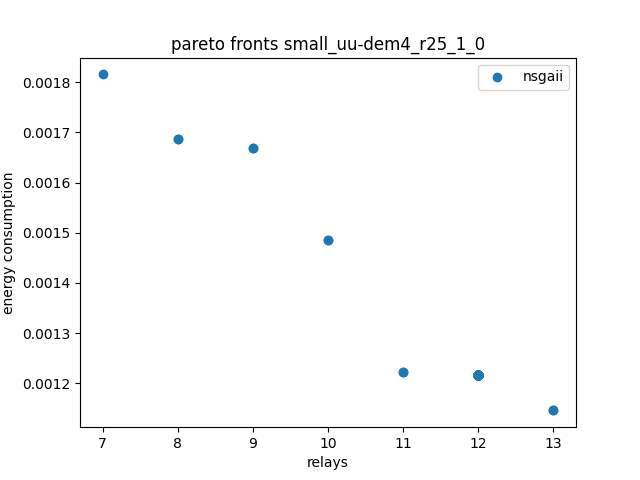 pareto fronts small_uu-dem4_r25_1_0
nsgaii
0.0018
0.0017
0.0016
0.0015
0.0014
0.0013
0.0012
energy consumption
7 8 9 10 11 12 13
relays